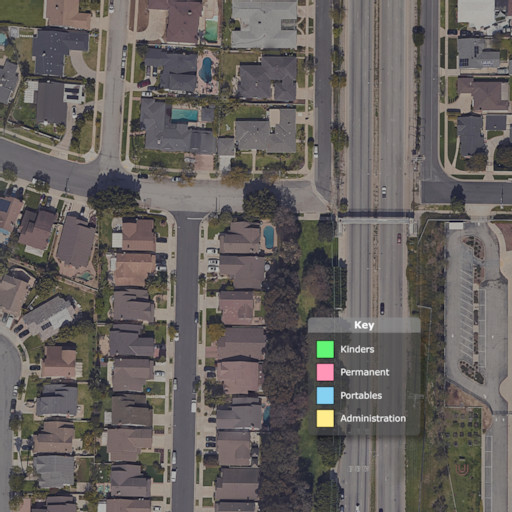 Key
Kinders
Permanent
Portables
Administration